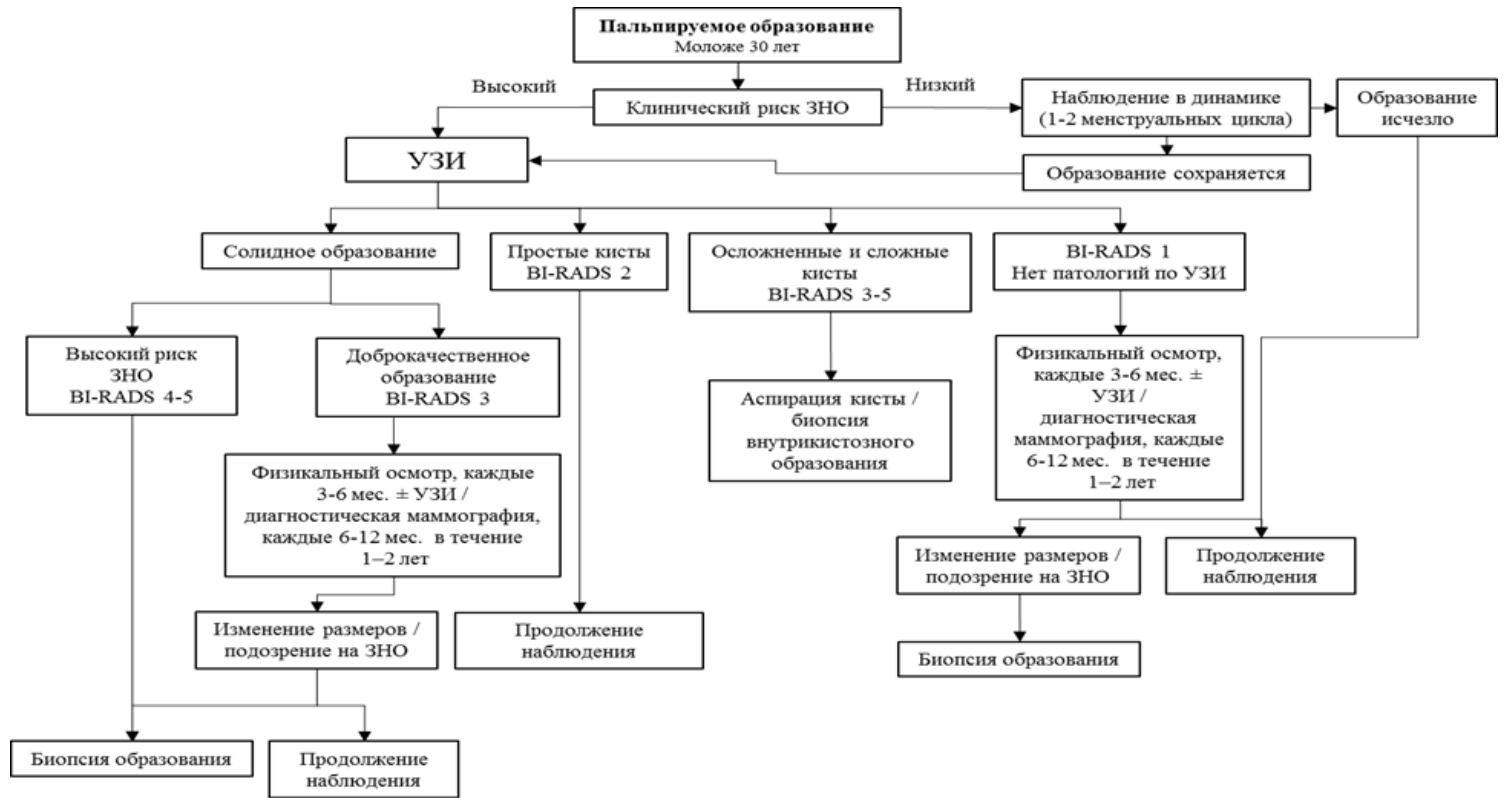 Пальпируемое образование
Моложе 30 лет
Высокий
Низкий
Клинический риск ЗНО
Наблюдение в динамике
(1-2 менструальных цикла)
Образование
исчезло
УЗИ
Образование сохраняется
Солидное образование
Простые кисты
BI-RADS 2
Осложненные и сложные
кисты
BI-RADS 3-5
BI-RADS 1
Нет патологий по УЗИ
Высокий риск
ЗНО
BI-RADS 4-5
Доброкачественное
образование
BI-RADS 3
Аспирация кисты /
биопсия
внутрикистозного
образования
Физикальный осмотр,
каждые 3-6 мес. ±
УЗИ /
диагностическая
маммография, каждые
6-12 мес. в течение
1–2 лет
Физикальный осмотр, каждые
3-6 мес. ± УЗИ /
диагностическая маммография,
каждые 6-12 мес. в течение
1–2 лет
Изменение размеров /
подозрение на ЗНО
Продолжение
наблюдения
Изменение размеров /
подозрение на ЗНО
Продолжение
наблюдения
Биопсия образования
Биопсия образования
Продолжение
наблюдения